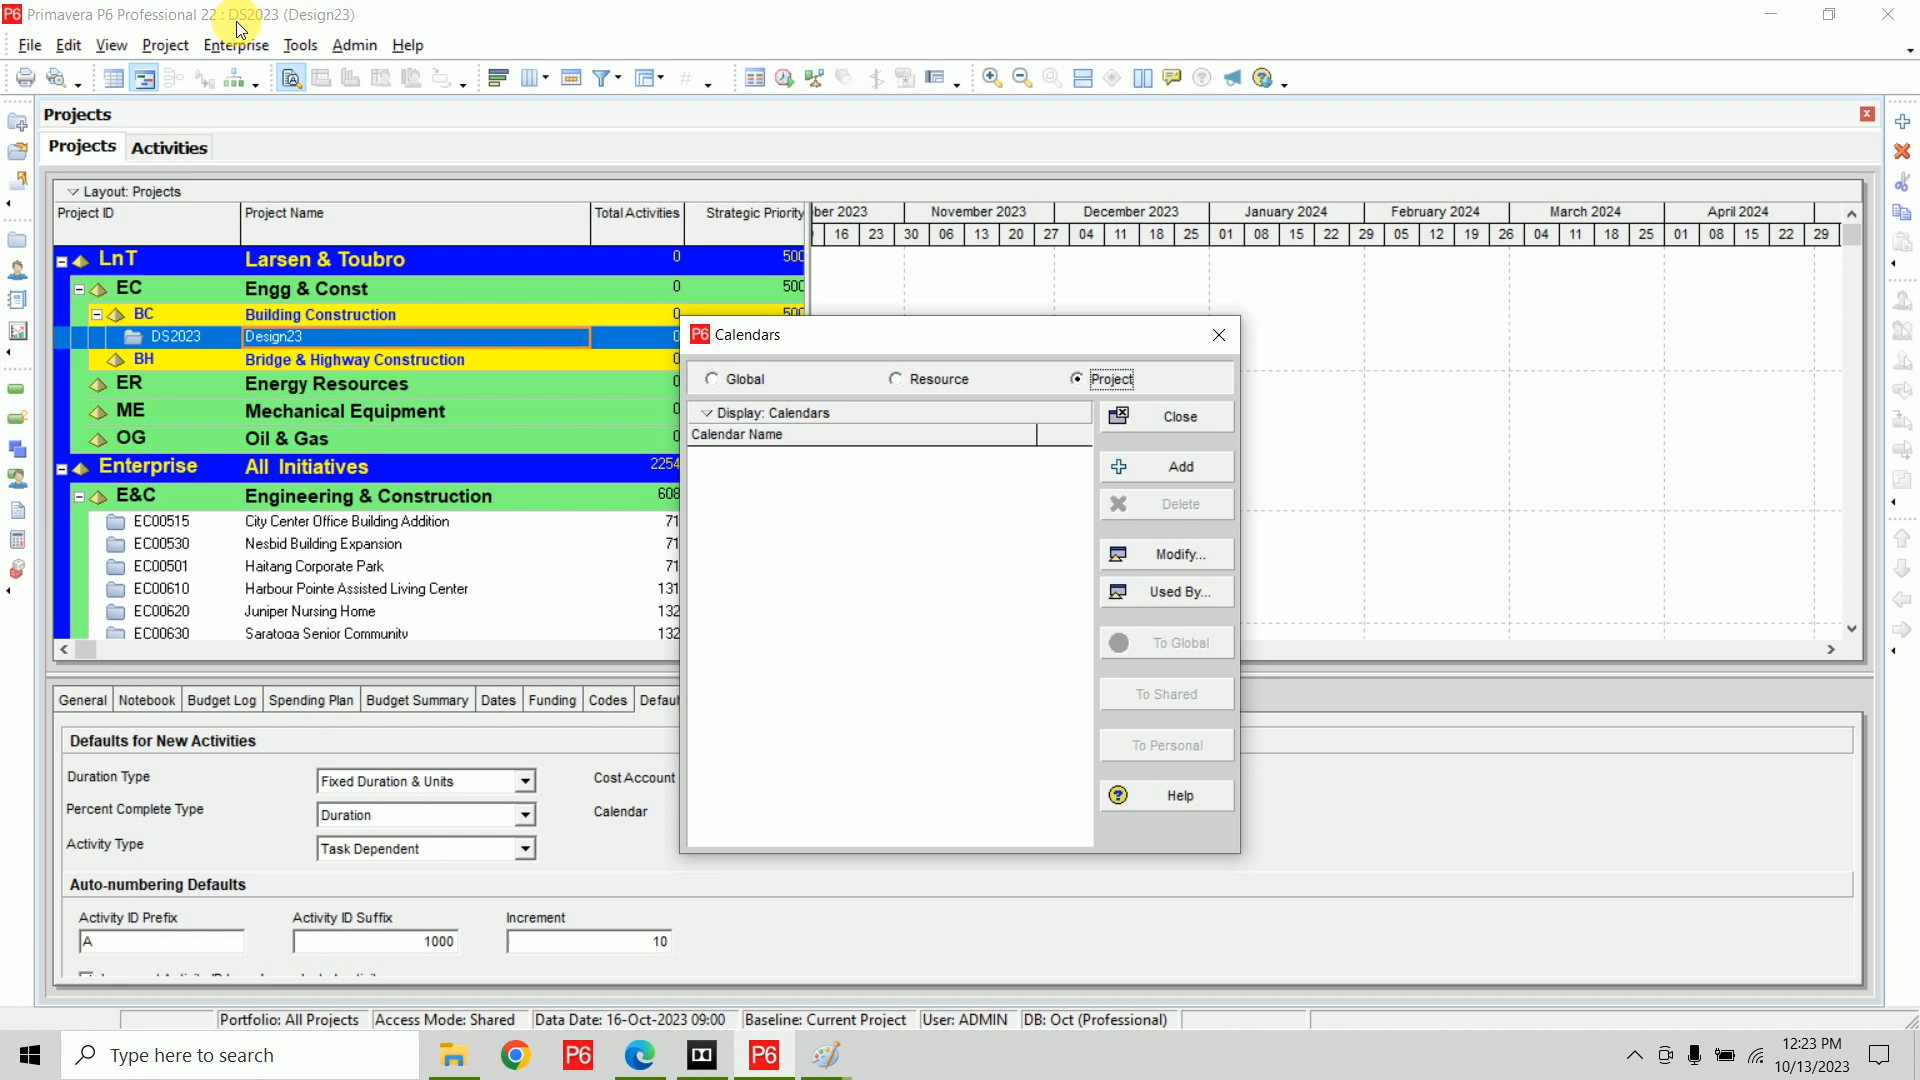 P6 Primavera P6 Professional 22 : DS2023 (Design23)
File Edit View Project Enterprise Tools Admin Help
Projects
Projects Activities
Layout: Projects
Project ID Project Name Total Activities Strategic Priority
ber 2023 November 2023 December 2023 January 2024 February 2024 March 2024 April 2024
16 23 30 06 13 20 27 04 11 18 25 01 08 15 22 29 05 12 19 26 04 11 18 25 01 08 15 22 29
LnT Larsen & Toubro 0 500
EC Engg & Const 0 500
BC Building Construction 0 500
DS2023 Design23 0
BH Bridge & Highway Construction 0
ER Energy Resources 0
ME Mechanical Equipment 0
OG Oil & Gas 0
Enterprise All Initiatives 2254
E&C Engineering & Construction 608
EC00515 City Center Office Building Addition 71
EC00530 Nesbid Building Expansion 71
EC00501 Haitang Corporate Park 71
EC00610 Harbour Pointe Assisted Living Center 131
EC00620 Juniper Nursing Home 132
EC00630 Saratoga Senior Community 132
P6 Calendars
Global Resource Project
Display: Calendars
Calendar Name
Close
Add
Delete
Modify...
Used By...
To Global
To Shared
To Personal
Help
General Notebook Budget Log Spending Plan Budget Summary Dates Funding Codes Defaul
Defaults for New Activities
Duration Type Fixed Duration & Units Cost Account
Percent Complete Type Duration Calendar
Activity Type Task Dependent
Auto-numbering Defaults
Activity ID Prefix Activity ID Suffix Increment
A 1000 10
Portfolio: All Projects Access Mode: Shared Data Date: 16-Oct-2023 09:00 Baseline: Current Project User: ADMIN DB: Oct (Professional)
Type here to search
P6 P6
12:23 PM
10/13/2023